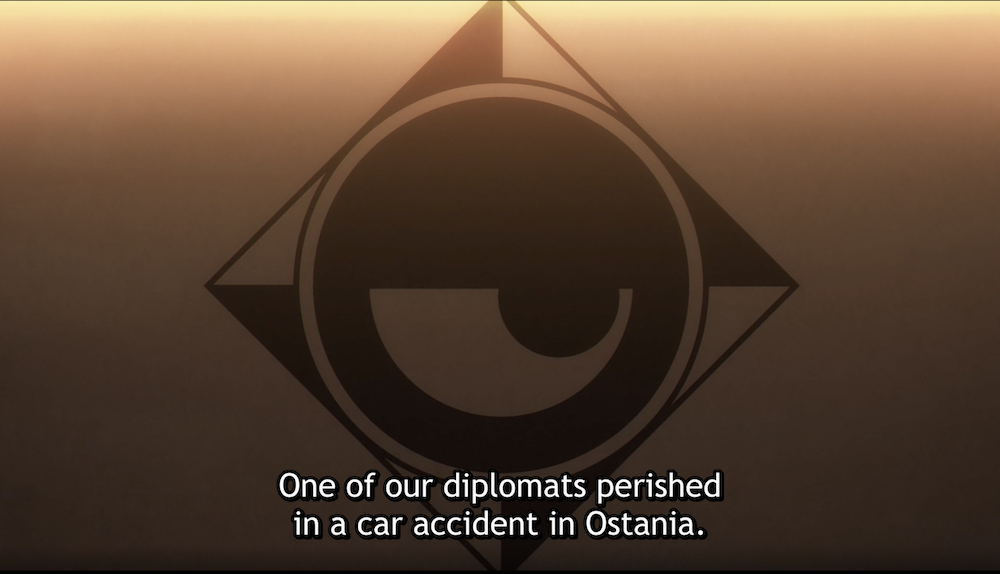 One of our diplomats perished
in a car accident in Ostania.